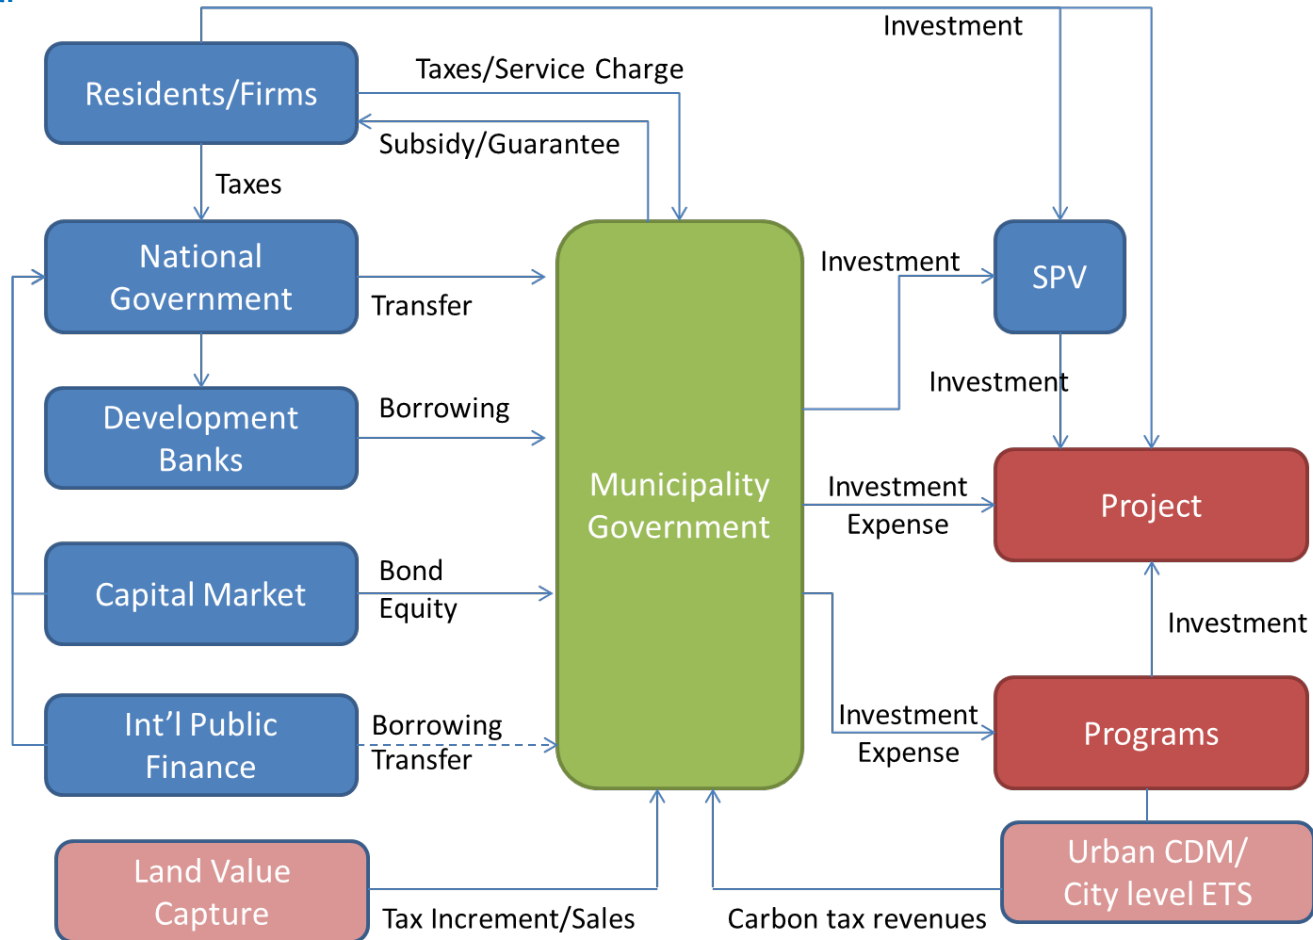 Investment
Residents/Firms
Taxes/Service Charge
Subsidy/Guarantee
Taxes
National
Government
Transfer
Investment
SPV
Development
Banks
Borrowing
Investment
Municipality
Government
Investment
Expense
Project
Capital Market
Bond
Equity
Investment
Int'l Public
Finance
Borrowing
Transfer
Investment
Expense
Programs
Land Value
Capture
Tax Increment/Sales
Carbon tax revenues
Urban CDM/
City level ETS